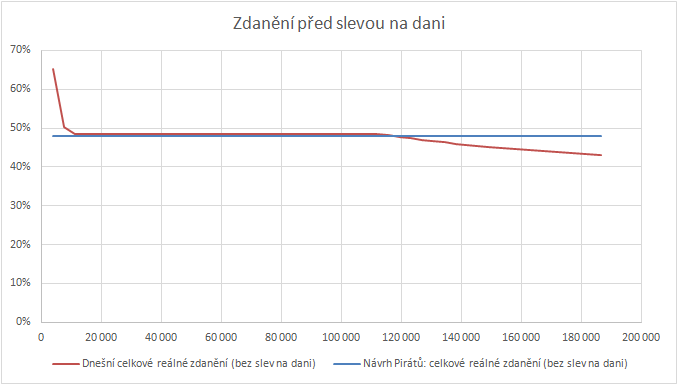 Zdanění před slevou na dani
70%
60%
50%
40%
30%
20%
10%
0%
0 20 000 40 000 60 000 80 000 100 000 120 000 140 000 160 000 180 000 200 000
Dnešní celkové reálné zdanění (bez slev na dani) Návrh Pirátů: celkové reálné zdanění (bez slev na dani)